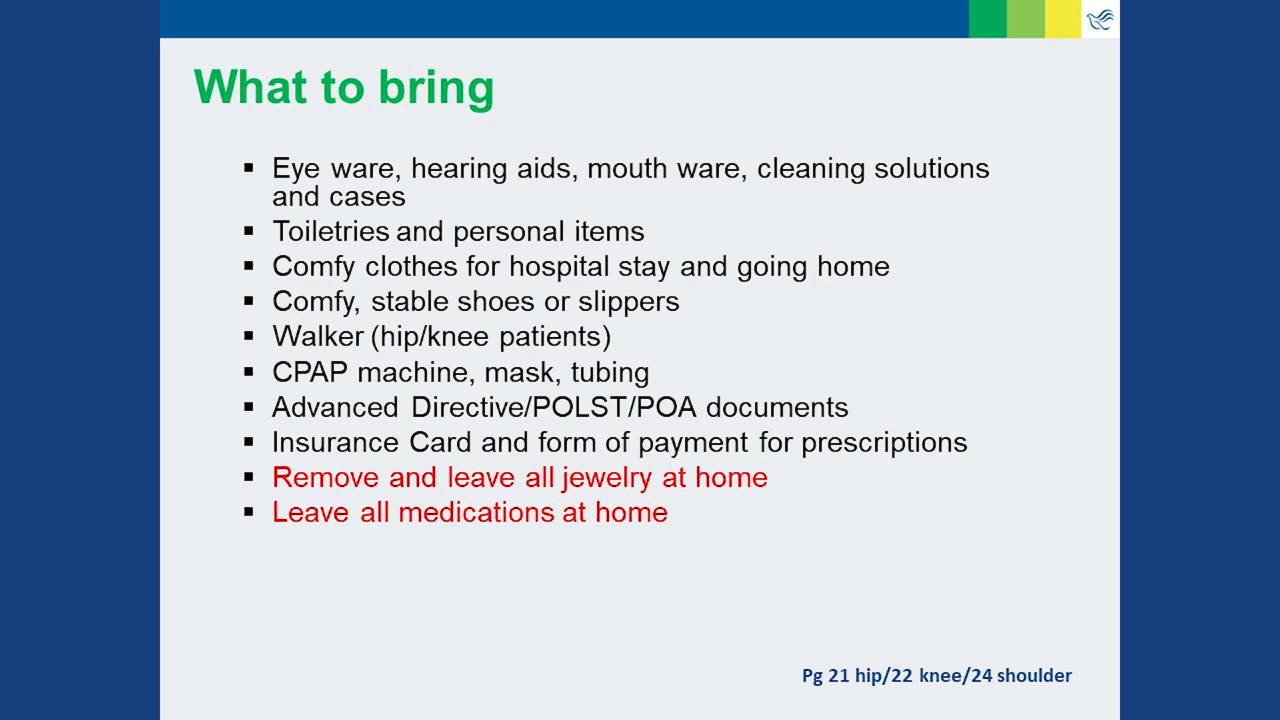 What to bring
▪ Eye ware, hearing aids, mouth ware, cleaning solutions
and cases
▪ Toiletries and personal items
▪ Comfy clothes for hospital stay and going home
▪ Comfy, stable shoes or slippers
▪ Walker (hip/knee patients)
▪ CPAP machine, mask, tubing
▪ Advanced Directive/POLST/POA documents
▪ Insurance Card and form of payment for prescriptions
▪ Remove and leave all jewelry at home
▪ Leave all medications at home
Pg 21 hip/22 knee/24 shoulder